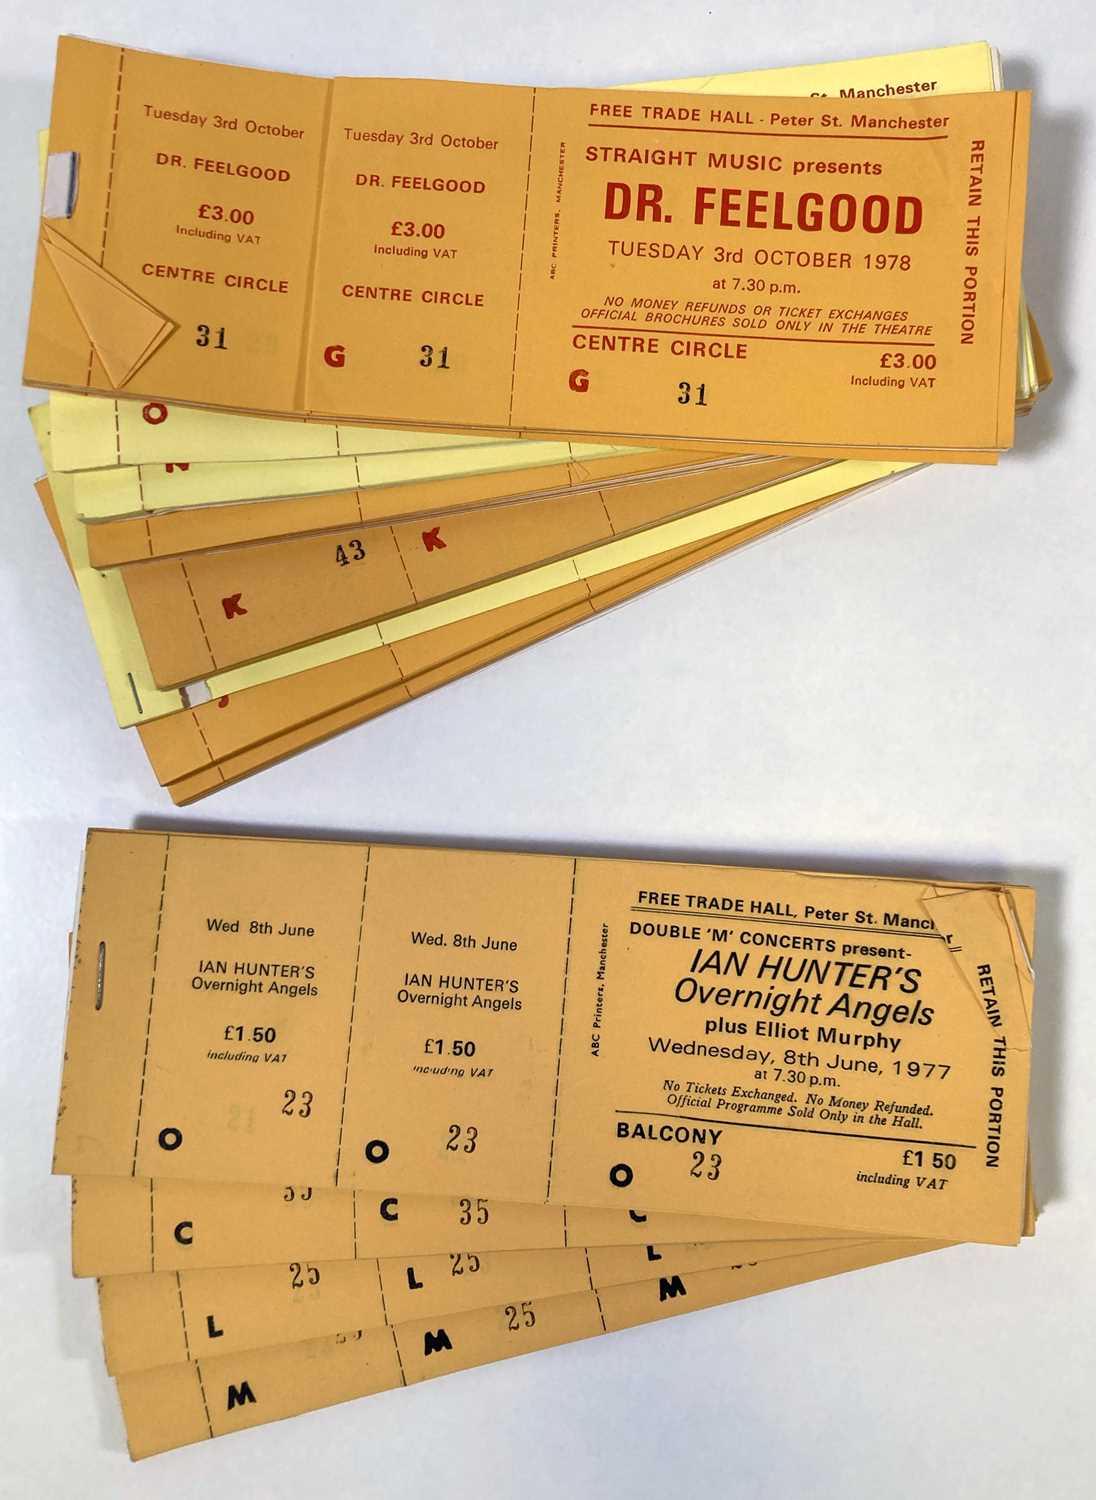 St. Manchester
Tuesday 3rd October
DR. FEELGOOD
£3.00
Including VAT
CENTRE CIRCLE
31
Tuesday 3rd October
DR. FEELGOOD
£3.00
Including VAT
CENTRE CIRCLE
G 31
ABC PRINTERS, MANCHESTER
FREE TRADE HALL - Peter St. Manchester
STRAIGHT MUSIC presents
DR. FEELGOOD
TUESDAY 3rd OCTOBER 1978
at 7.30 p.m.
NO MONEY REFUNDS OR TICKET EXCHANGES
OFFICIAL BROCHURES SOLD ONLY IN THE THEATRE
CENTRE CIRCLE £3.00
Including VAT
G 31
RETAIN THIS PORTION
O
N
43 K
K
J
Wed 8th June
IAN HUNTER'S
Overnight Angels
£1.50
including VAT
23
O
Wed. 8th June
IAN HUNTER'S
Overnight Angels
£1.50
including VAT
23
O
ABC Printers, Manchester
FREE TRADE HALL, Peter St. Manc
DOUBLE 'M' CONCERTS present-
IAN HUNTER'S
Overnight Angels
plus Elliot Murphy
Wednesday, 8th June, 1977
at 7.30 p.m.
No Tickets Exchanged. No Money Refunded.
Official Programme Sold Only in the Hall.
BALCONY £1 50
including VAT
O 23
RETAIN THIS PORTION
35 C 35
C
25 L 25 L
L
M 25 M
M